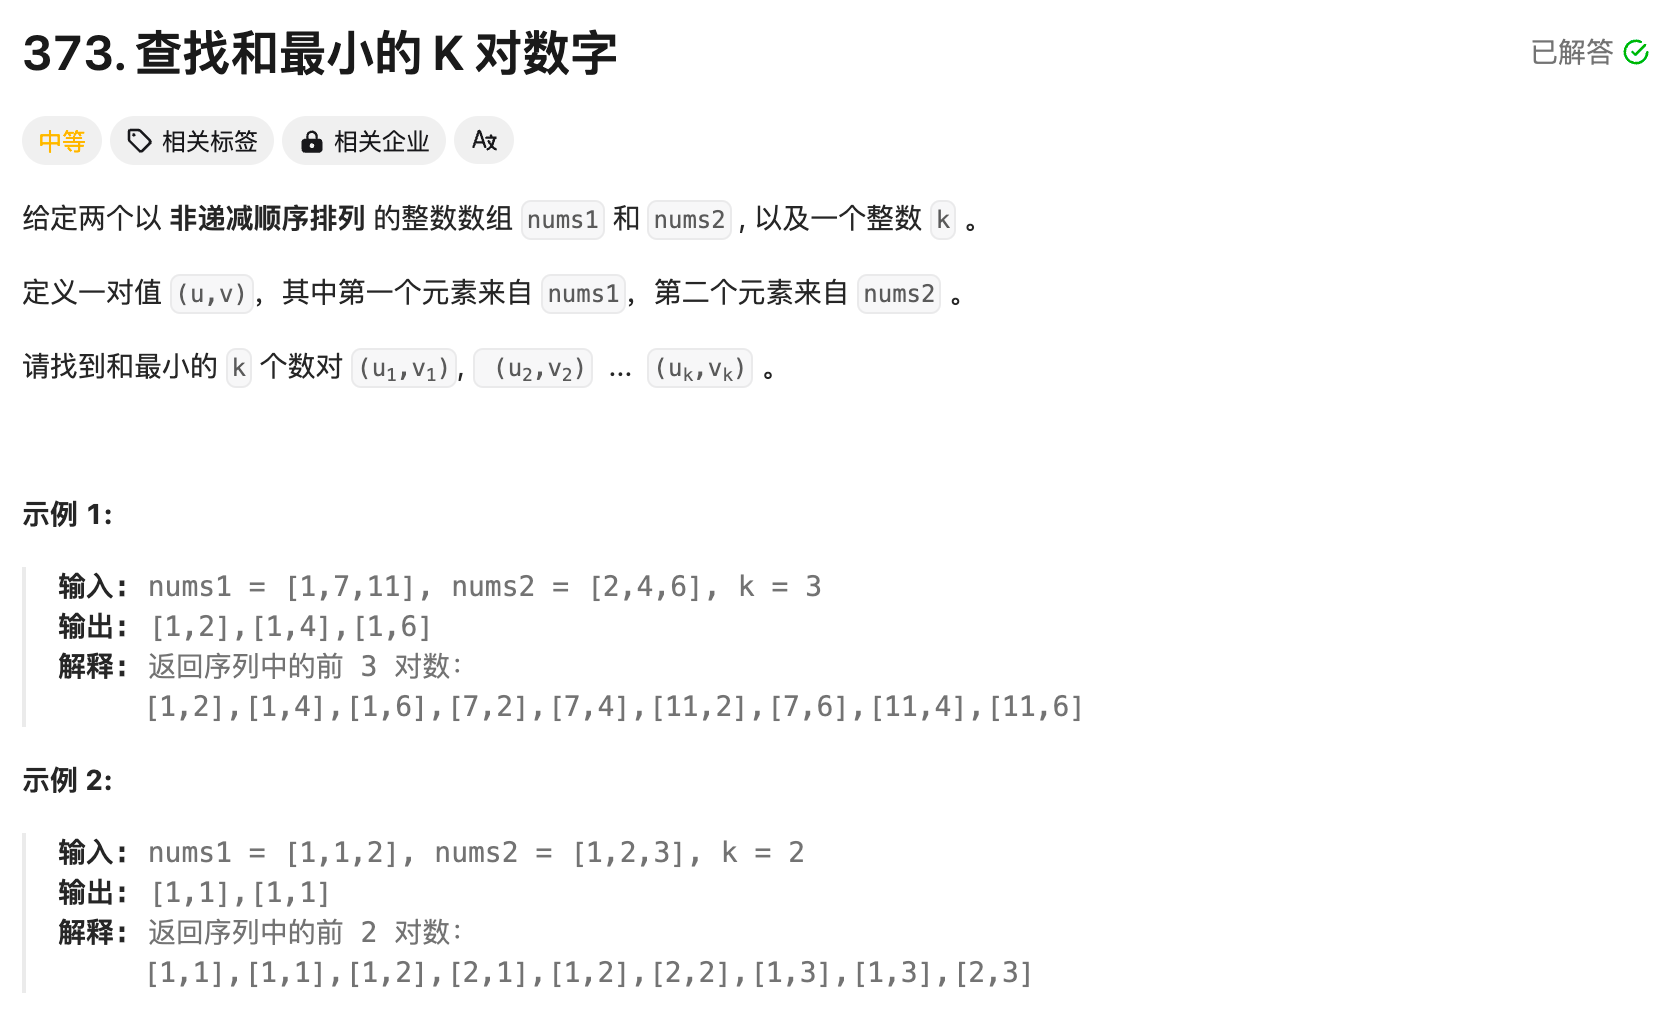 373. 查找和最小的 K 对数字
已解答
中等
相关标签
相关企业
给定两个以 非递减顺序排列 的整数数组 nums1 和 nums2 , 以及一个整数 k 。
定义一对值 (u,v)，其中第一个元素来自 nums1，第二个元素来自 nums2 。
请找到和最小的 k 个数对 (u₁,v₁), (u₂,v₂) ... (uₖ,vₖ) 。
示例 1:
输入: nums1 = [1,7,11], nums2 = [2,4,6], k = 3
输出: [1,2],[1,4],[1,6]
解释: 返回序列中的前 3 对数：
[1,2],[1,4],[1,6],[7,2],[7,4],[11,2],[7,6],[11,4],[11,6]
示例 2:
输入: nums1 = [1,1,2], nums2 = [1,2,3], k = 2
输出: [1,1],[1,1]
解释: 返回序列中的前 2 对数：
[1,1],[1,1],[1,2],[2,1],[1,2],[2,2],[1,3],[1,3],[2,3]